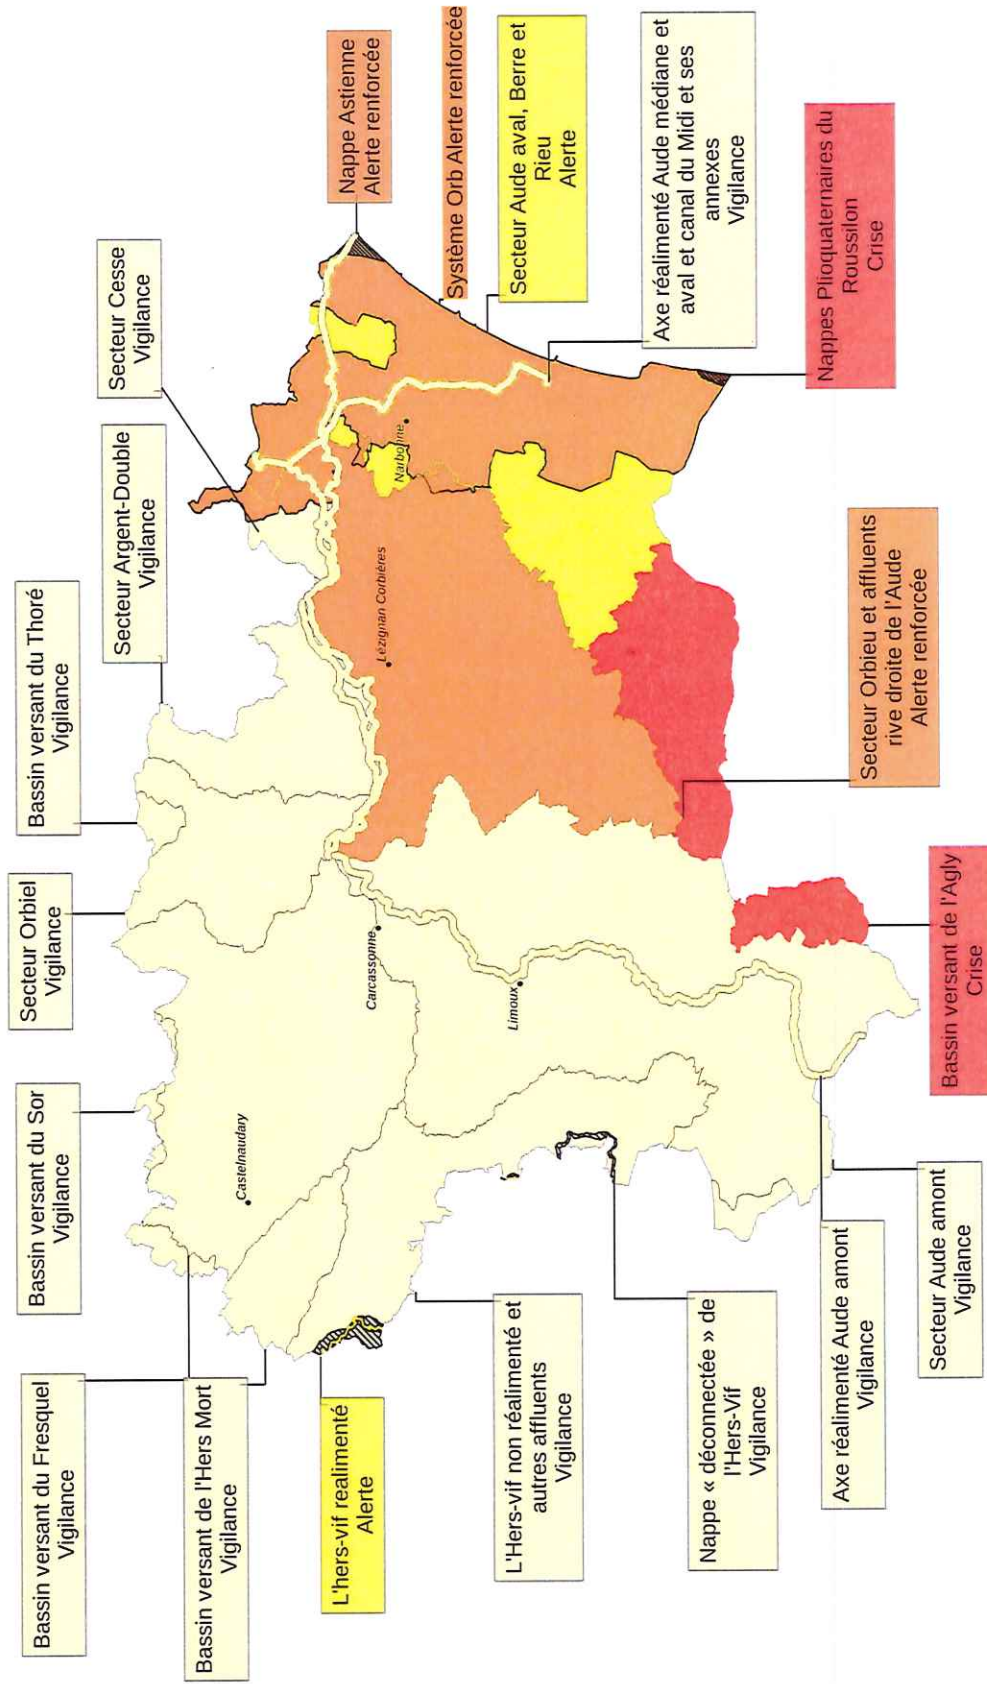 Bassin versant du Fresquel
Vigilance
Bassin versant de l'Hers Mort
Vigilance
L'hers-vif realimenté
Alerte
L'Hers-vif non réalimenté et
autres affluents
Vigilance
Nappe « déconnectée » de
l'Hers-Vif
Vigilance
Axe réalimenté Aude amont
Vigilance
Secteur Aude amont
Vigilance
Bassin versant du Sor
Vigilance
Secteur Orbiel
Vigilance
Bassin versant du Thoré
Vigilance
Secteur Argent-Double
Vigilance
Secteur Cesse
Vigilance
Castelnaudary
Carcassonne
Limoux
Lézignan Corbières
Narbonne
Bassin versant de l'Agly
Crise
Secteur Orbieu et affluents
rive droite de l'Aude
Alerte renforcée
Nappe Astienne
Alerte renforcée
Système Orb Alerte renforcée
Secteur Aude aval, Berre et
Rieu
Alerte
Axe réalimenté Aude médiane et
aval et canal du Midi et ses
annexes
Vigilance
Nappes Plioquaternaires du
Roussilon
Crise